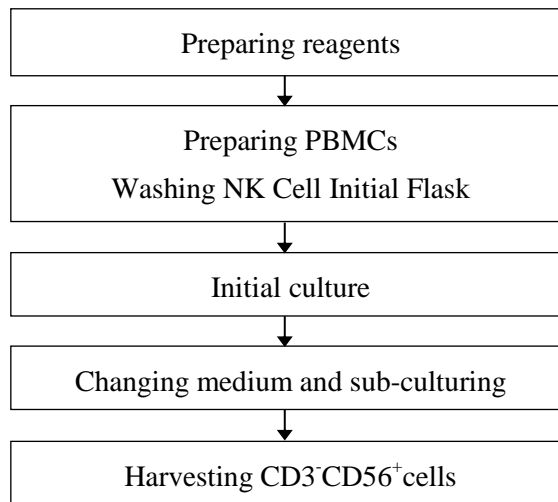 Preparing reagents
Preparing PBMCs
Washing NK Cell Initial Flask
Initial culture
Changing medium and sub-culturing
Harvesting CD3⁻CD56⁺cells